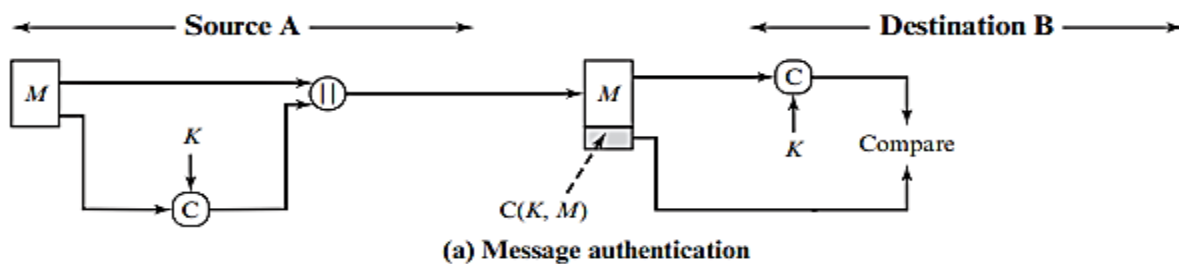 Source A
Destination B
M
||
K
C
M
C(K, M)
C
K
Compare
(a) Message authentication